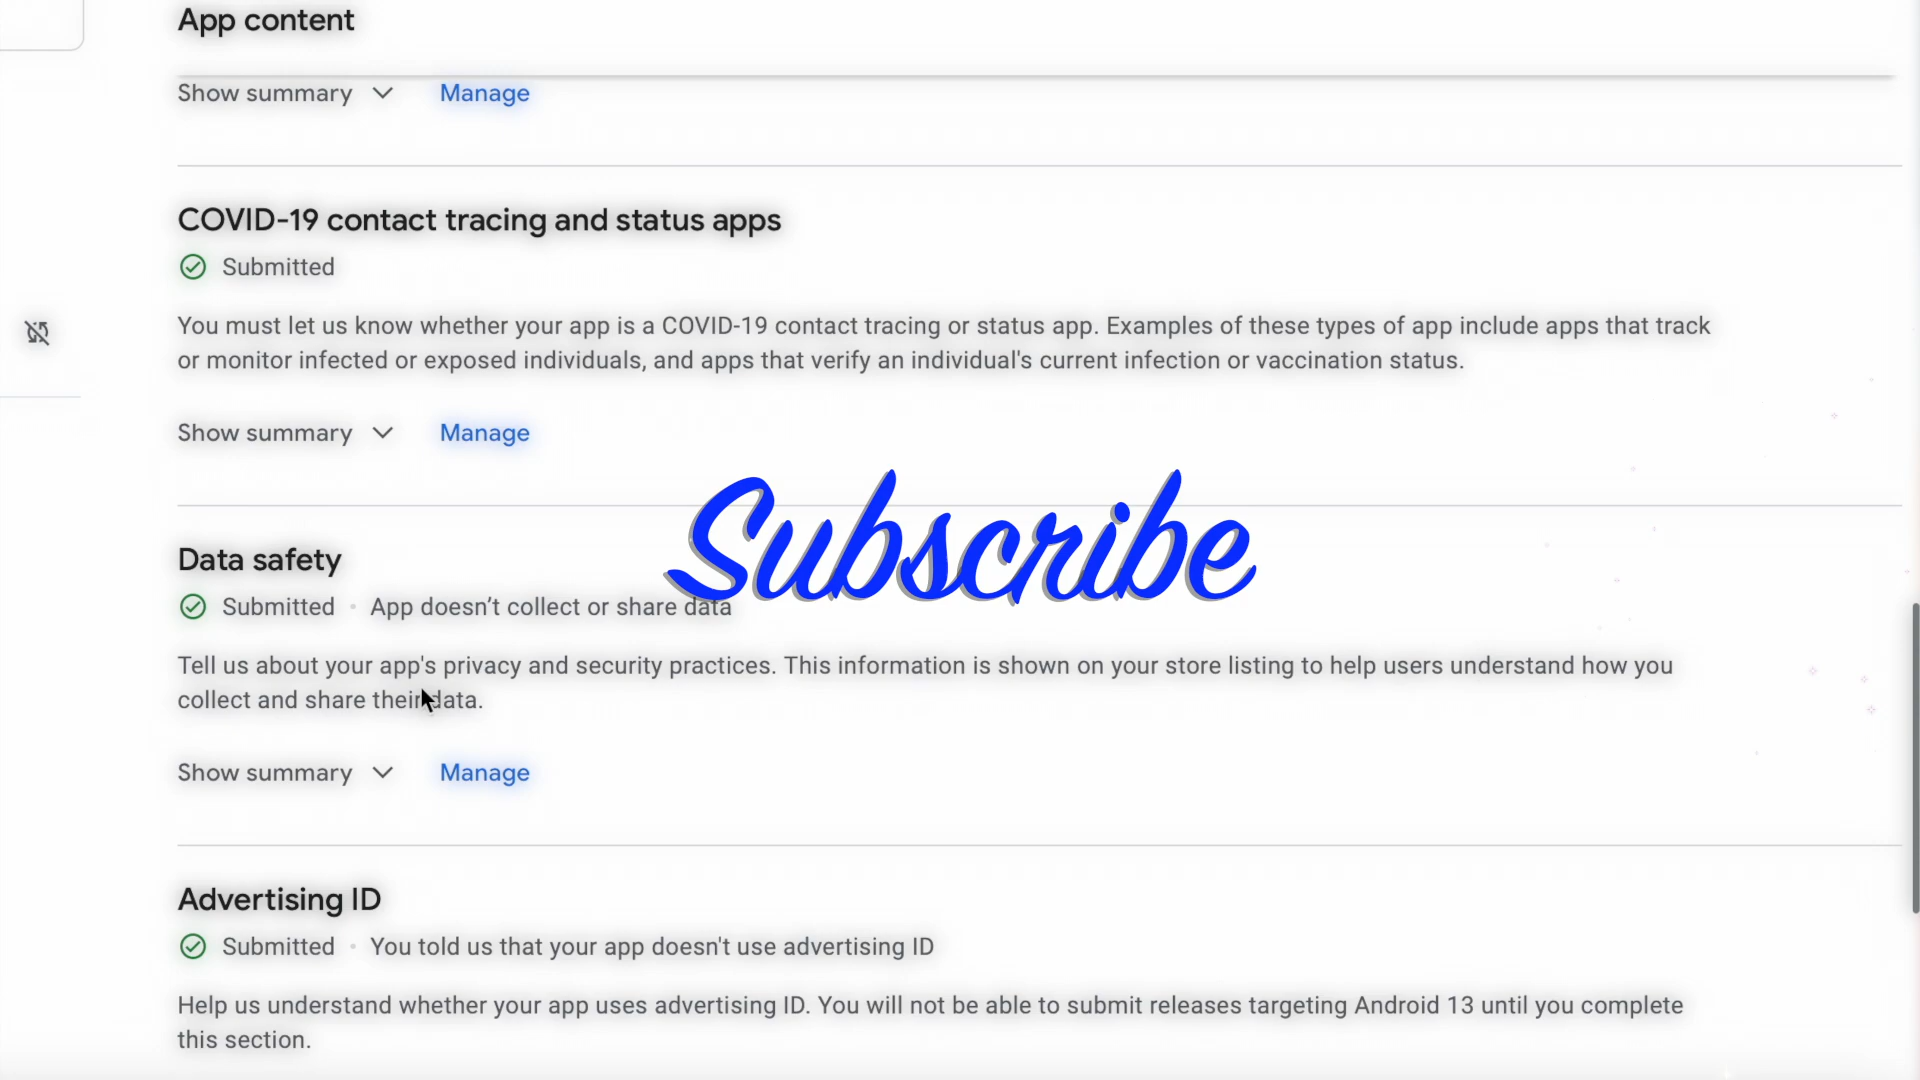 App content
Show summary Manage
COVID-19 contact tracing and status apps
Submitted
You must let us know whether your app is a COVID-19 contact tracing or status app. Examples of these types of app include apps that track
or monitor infected or exposed individuals, and apps that verify an individual's current infection or vaccination status.
Show summary Manage
Subscribe
Data safety
Submitted • App doesn’t collect or share data
Tell us about your app's privacy and security practices. This information is shown on your store listing to help users understand how you
collect and share their data.
Show summary Manage
Advertising ID
Submitted • You told us that your app doesn't use advertising ID
Help us understand whether your app uses advertising ID. You will not be able to submit releases targeting Android 13 until you complete
this section.